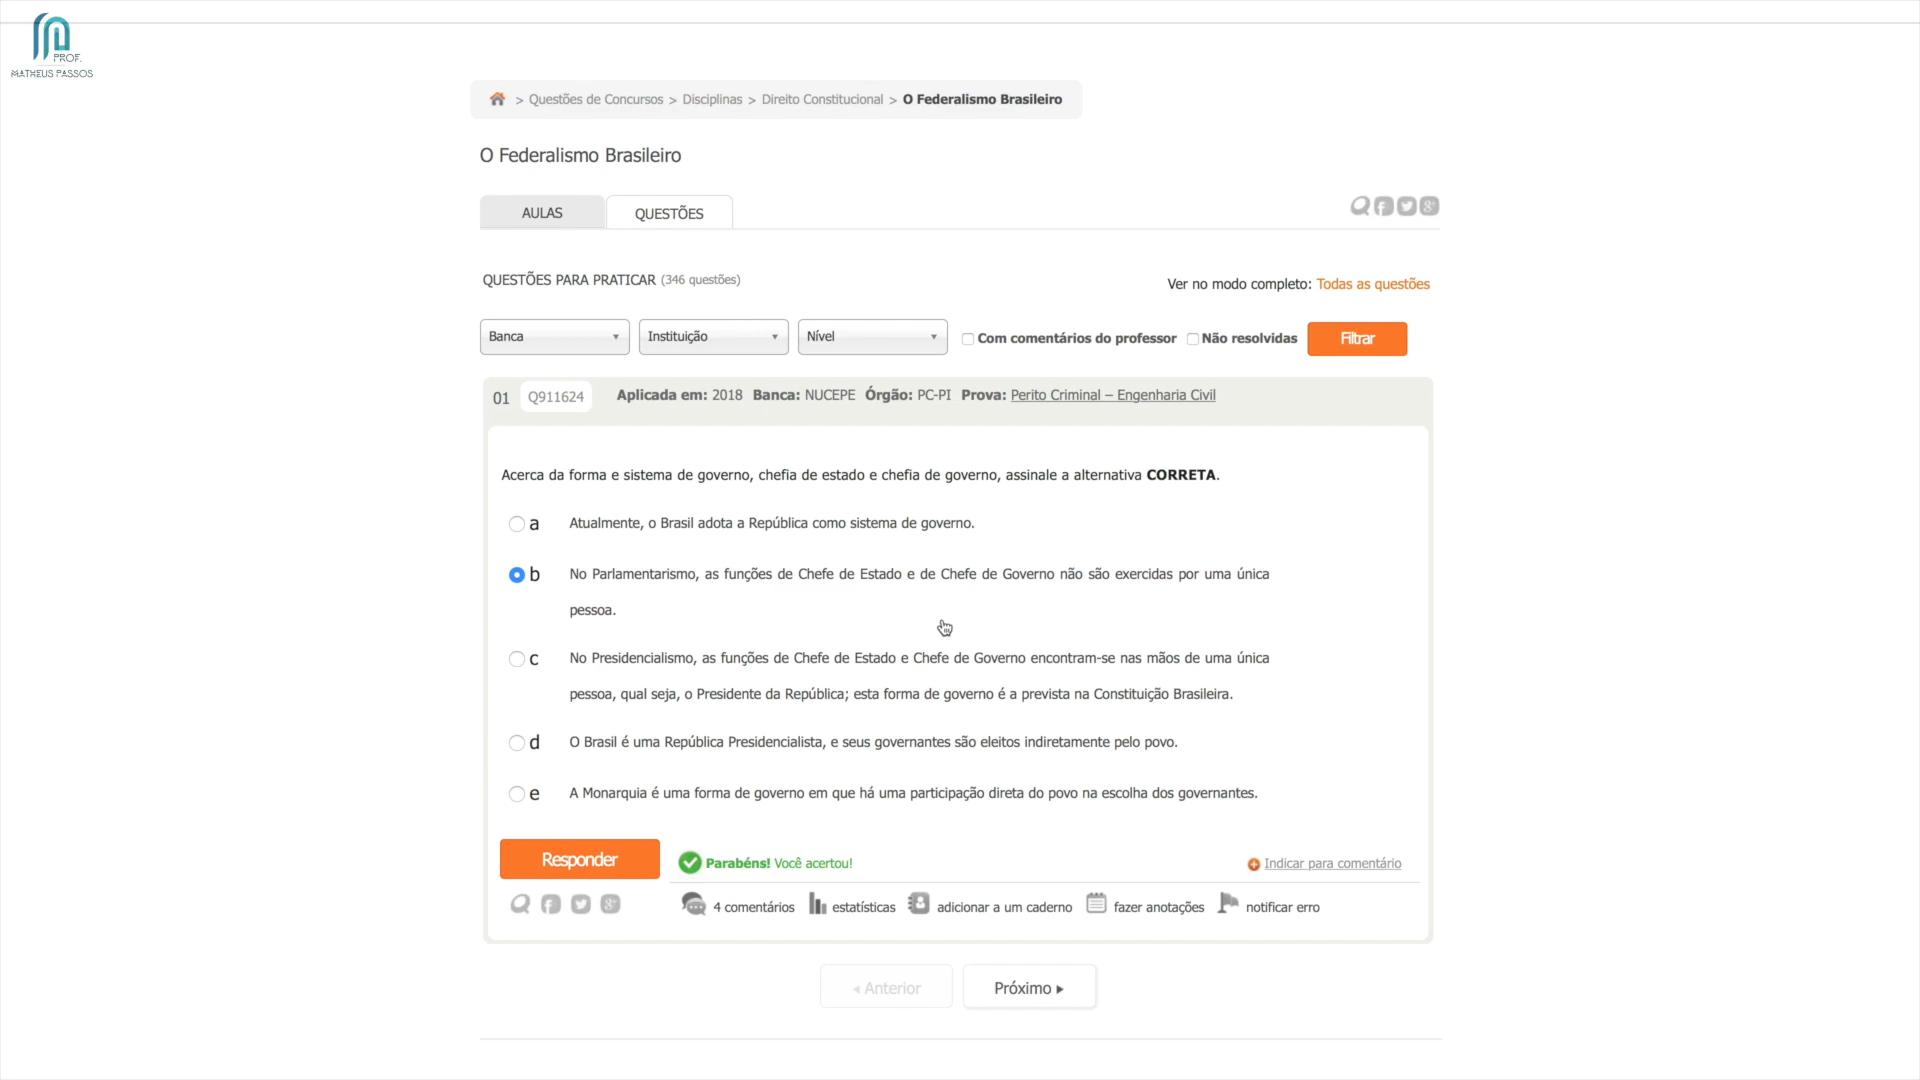 PROF.
MATHEUS PASSOS
> Questões de Concursos > Disciplinas > Direito Constitucional > O Federalismo Brasileiro
O Federalismo Brasileiro
AULAS
QUESTÕES
QUESTÕES PARA PRATICAR (346 questões)
Ver no modo completo: Todas as questões
Banca
Instituição
Nível
Com comentários do professor
Não resolvidas
Filtrar
01 Q911624 Aplicada em: 2018 Banca: NUCEPE Órgão: PC-PI Prova: Perito Criminal – Engenharia Civil
Acerca da forma e sistema de governo, chefia de estado e chefia de governo, assinale a alternativa CORRETA.
a Atualmente, o Brasil adota a República como sistema de governo.
b No Parlamentarismo, as funções de Chefe de Estado e de Chefe de Governo não são exercidas por uma única
pessoa.
c No Presidencialismo, as funções de Chefe de Estado e Chefe de Governo encontram-se nas mãos de uma única
pessoa, qual seja, o Presidente da República; esta forma de governo é a prevista na Constituição Brasileira.
d O Brasil é uma República Presidencialista, e seus governantes são eleitos indiretamente pelo povo.
e A Monarquia é uma forma de governo em que há uma participação direta do povo na escolha dos governantes.
Responder
Parabéns! Você acertou!
Indicar para comentário
4 comentários
estatísticas
adicionar a um caderno
fazer anotações
notificar erro
Anterior
Próximo